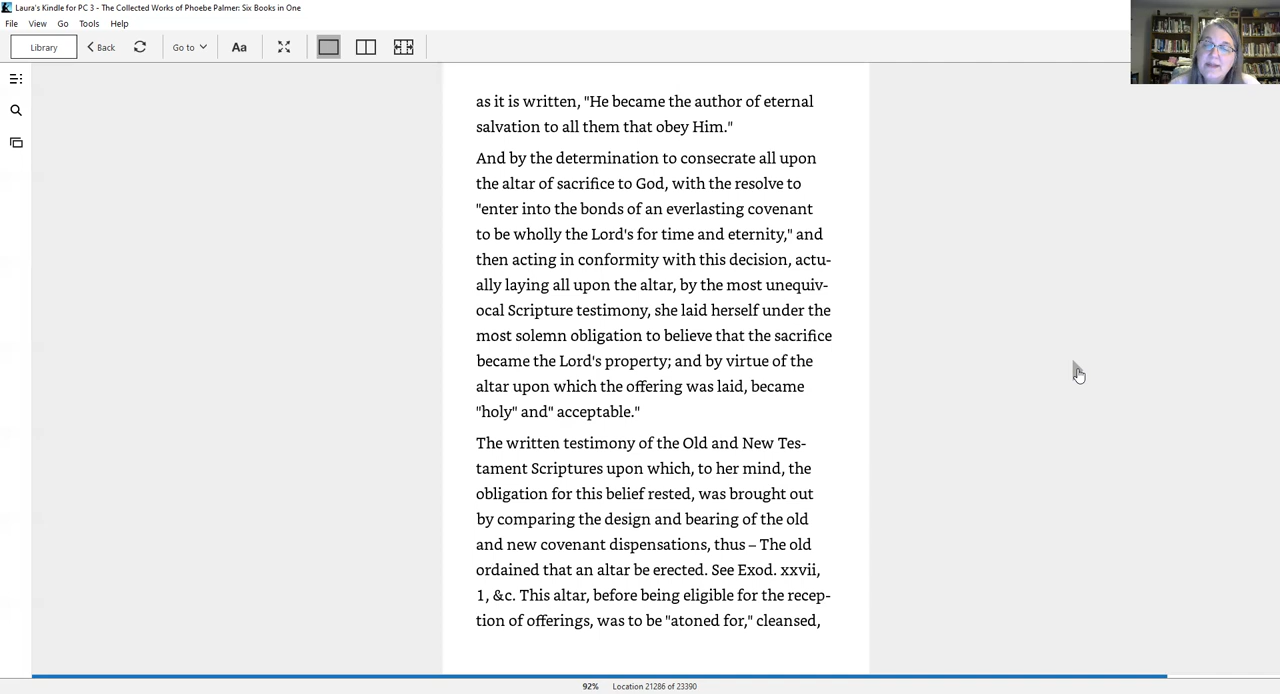 Laura's Kindle for PC 3 - The Collected Works of Phoebe Palmer: Six Books in One
File View Go Tools Help
Library Back Go to Aa
as it is written, "He became the author of eternal
salvation to all them that obey Him."
And by the determination to consecrate all upon
the altar of sacrifice to God, with the resolve to
"enter into the bonds of an everlasting covenant
to be wholly the Lord's for time and eternity," and
then acting in conformity with this decision, actu-
ally laying all upon the altar, by the most unequiv-
ocal Scripture testimony, she laid herself under the
most solemn obligation to believe that the sacrifice
became the Lord's property; and by virtue of the
altar upon which the offering was laid, became
"holy" and" acceptable."
The written testimony of the Old and New Tes-
tament Scriptures upon which, to her mind, the
obligation for this belief rested, was brought out
by comparing the design and bearing of the old
and new covenant dispensations, thus – The old
ordained that an altar be erected. See Exod. xxvii,
1, &c. This altar, before being eligible for the recep-
tion of offerings, was to be "atoned for," cleansed,
92% Location 21286 of 23390